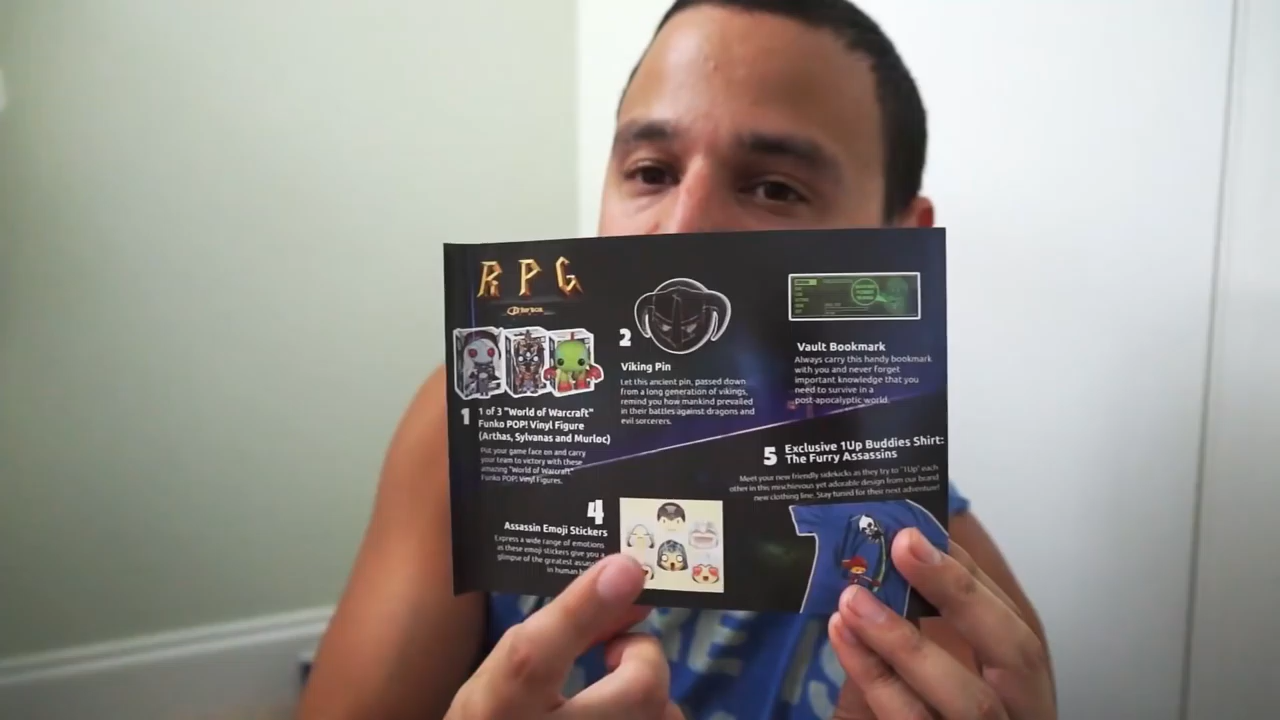 RPG
1
1 of 3 "World of Warcraft"
Funko POP! Vinyl Figure
(Arthas, Sylvanas and Murloc)
Put your game face on and carry
your team to victory with these
amazing "World of Warcraft"
Funko POP! Vinyl Figures.
2
Viking Pin
Let this ancient pin, passed down
from a long generation of vikings,
remind you how mankind prevailed
in their battles against dragons and
evil sorcerers.
Vault Bookmark
Always carry this handy bookmark
with you and never forget
important knowledge that you
need to survive in a
post-apocalyptic world.
4
Assassin Emoji Stickers
Express a wide range of emotions
as these emoji stickers give you a
glimpse of the greatest
in human
5
Exclusive 1Up Buddies Shirt:
The Furry Assassins
Meet your new friendly sidekicks as they try to "1Up" each
other in this mischievous yet adorable design from our brand
new clothing line. Stay tuned for their next adventure!